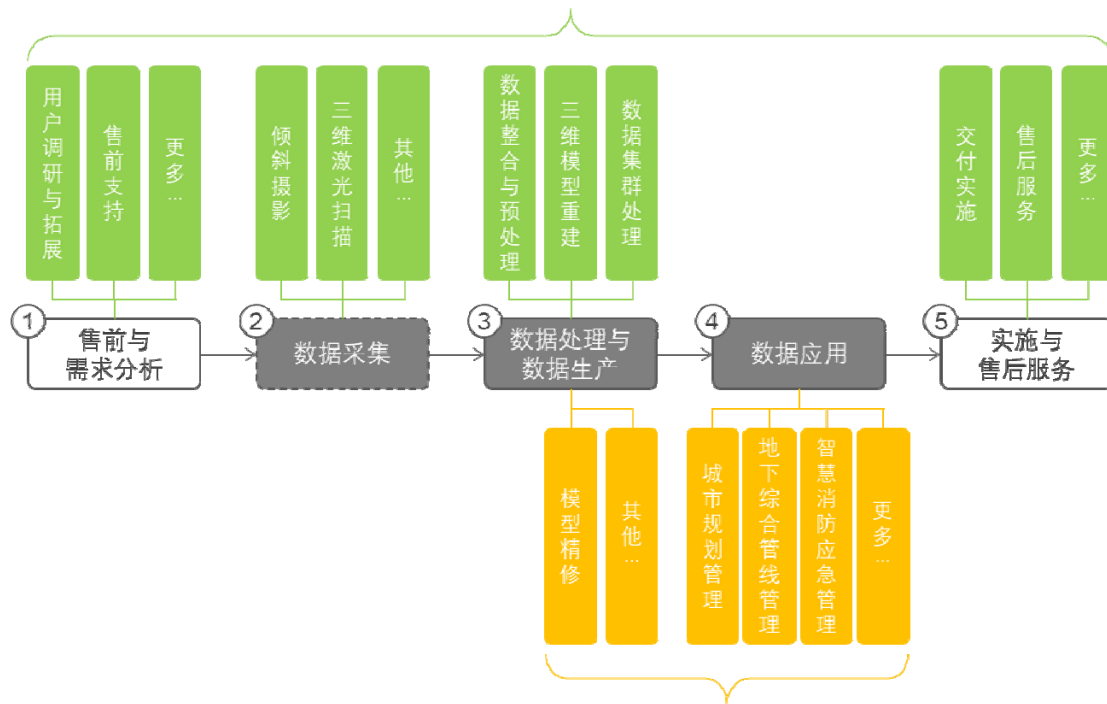 用户调研与拓展
售前支持
更多…
倾斜摄影
三维激光扫描
其他…
数据整合与预处理
三维模型重建
数据集群处理
交付实施
售后服务
更多…
1
售前与
需求分析
2
数据采集
3
数据处理与
数据生产
4
数据应用
5
实施与
售后服务
模型精修
其他…
城市规划管理
地下综合管线管理
智慧消防应急管理
更多…